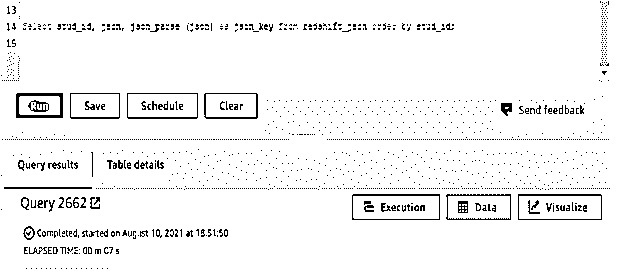 13
14 Select stud_id, json, json_parse (json) as json_key from redshift_json order by stud_id;
15
Run Save Schedule Clear Send feedback
Query results Table details
Query 2662 Execution Data Visualize
Completed, started on August 10, 2021 at 18:51:50
ELAPSED TIME: 00 m 07 s